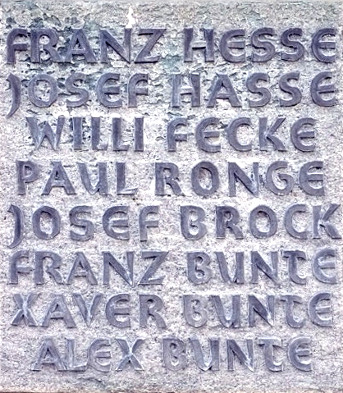 FRANZ HESSE
JOSEF HASSE
WILLI FECKE
PAUL RONGE
JOSEF BROCK
FRANZ BUNTE
XAVER BUNTE
ALEX BUNTE